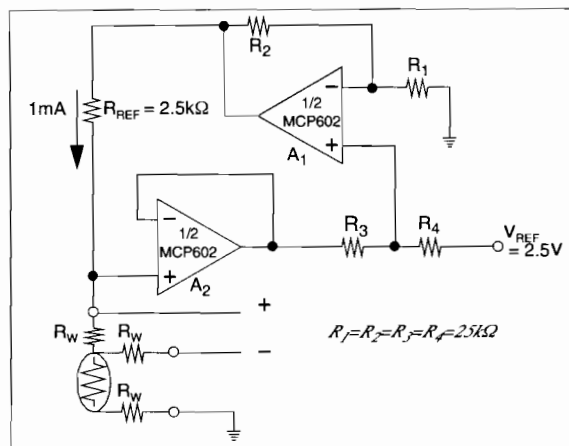 R2
R1
1mA
RREF = 2.5kΩ
−
1/2
MCP602
+
A1
−
1/2
MCP602
+
A2
R3
R4
VREF
= 2.5V
+
RW
RW
−
R1=R2=R3=R4=25kΩ
RW